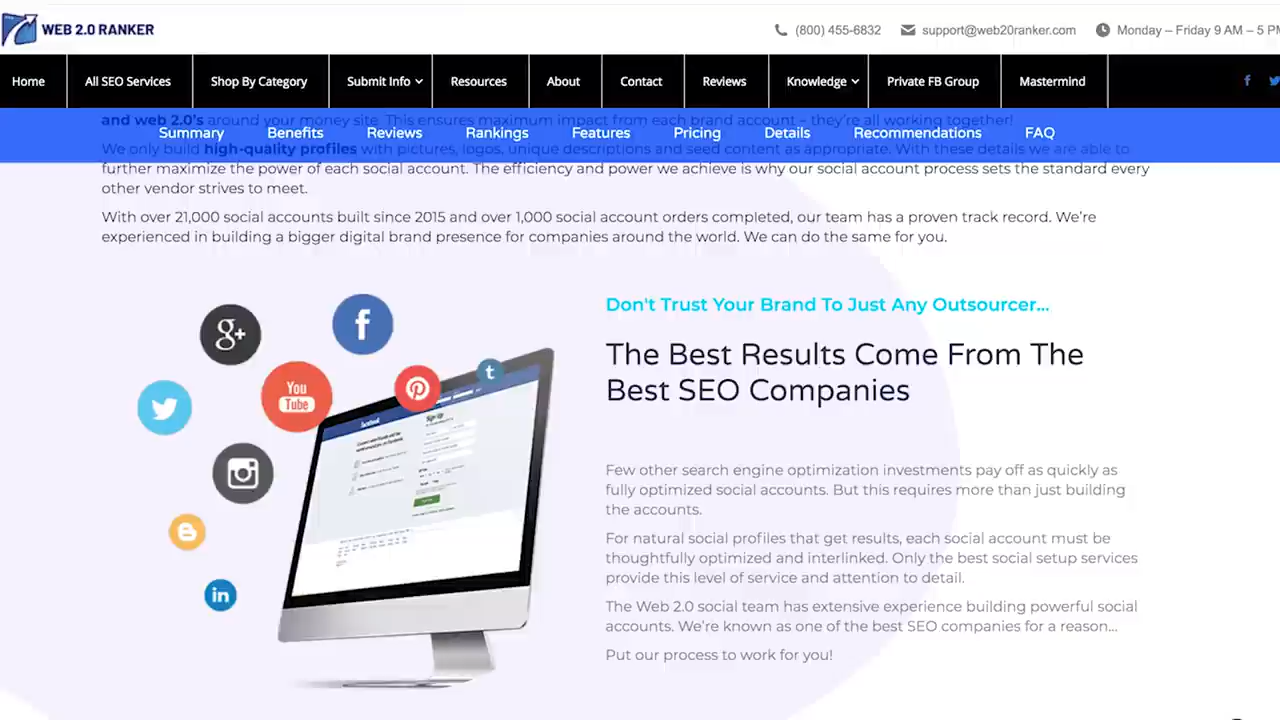 WEB 2.0 RANKER
(800) 455-6832
support@web20ranker.com
Monday – Friday 9 AM – 5 PM
Home
All SEO Services
Shop By Category
Submit Info
Resources
About
Contact
Reviews
Knowledge
Private FB Group
Mastermind
and web 2.0's around your money site. This ensures maximum impact from each brand account – they're all working together!
Summary
Benefits
Reviews
Rankings
Features
Pricing
Details
Recommendations
FAQ
We only build high-quality profiles with pictures, logos, unique descriptions and seed content as appropriate. With these details we are able to
further maximize the power of each social account. The efficiency and power we achieve is why our social account process sets the standard every
other vendor strives to meet.
With over 21,000 social accounts built since 2015 and over 1,000 social account orders completed, our team has a proven track record. We're
experienced in building a bigger digital brand presence for companies around the world. We can do the same for you.
You
Tube
facebook
Sign Up
Don't Trust Your Brand To Just Any Outsourcer...
The Best Results Come From The
Best SEO Companies
Few other search engine optimization investments pay off as quickly as
fully optimized social accounts. But this requires more than just building
the accounts.
For natural social profiles that get results, each social account must be
thoughtfully optimized and interlinked. Only the best social setup services
provide this level of service and attention to detail.
The Web 2.0 social team has extensive experience building powerful social
accounts. We're known as one of the best SEO companies for a reason...
Put our process to work for you!